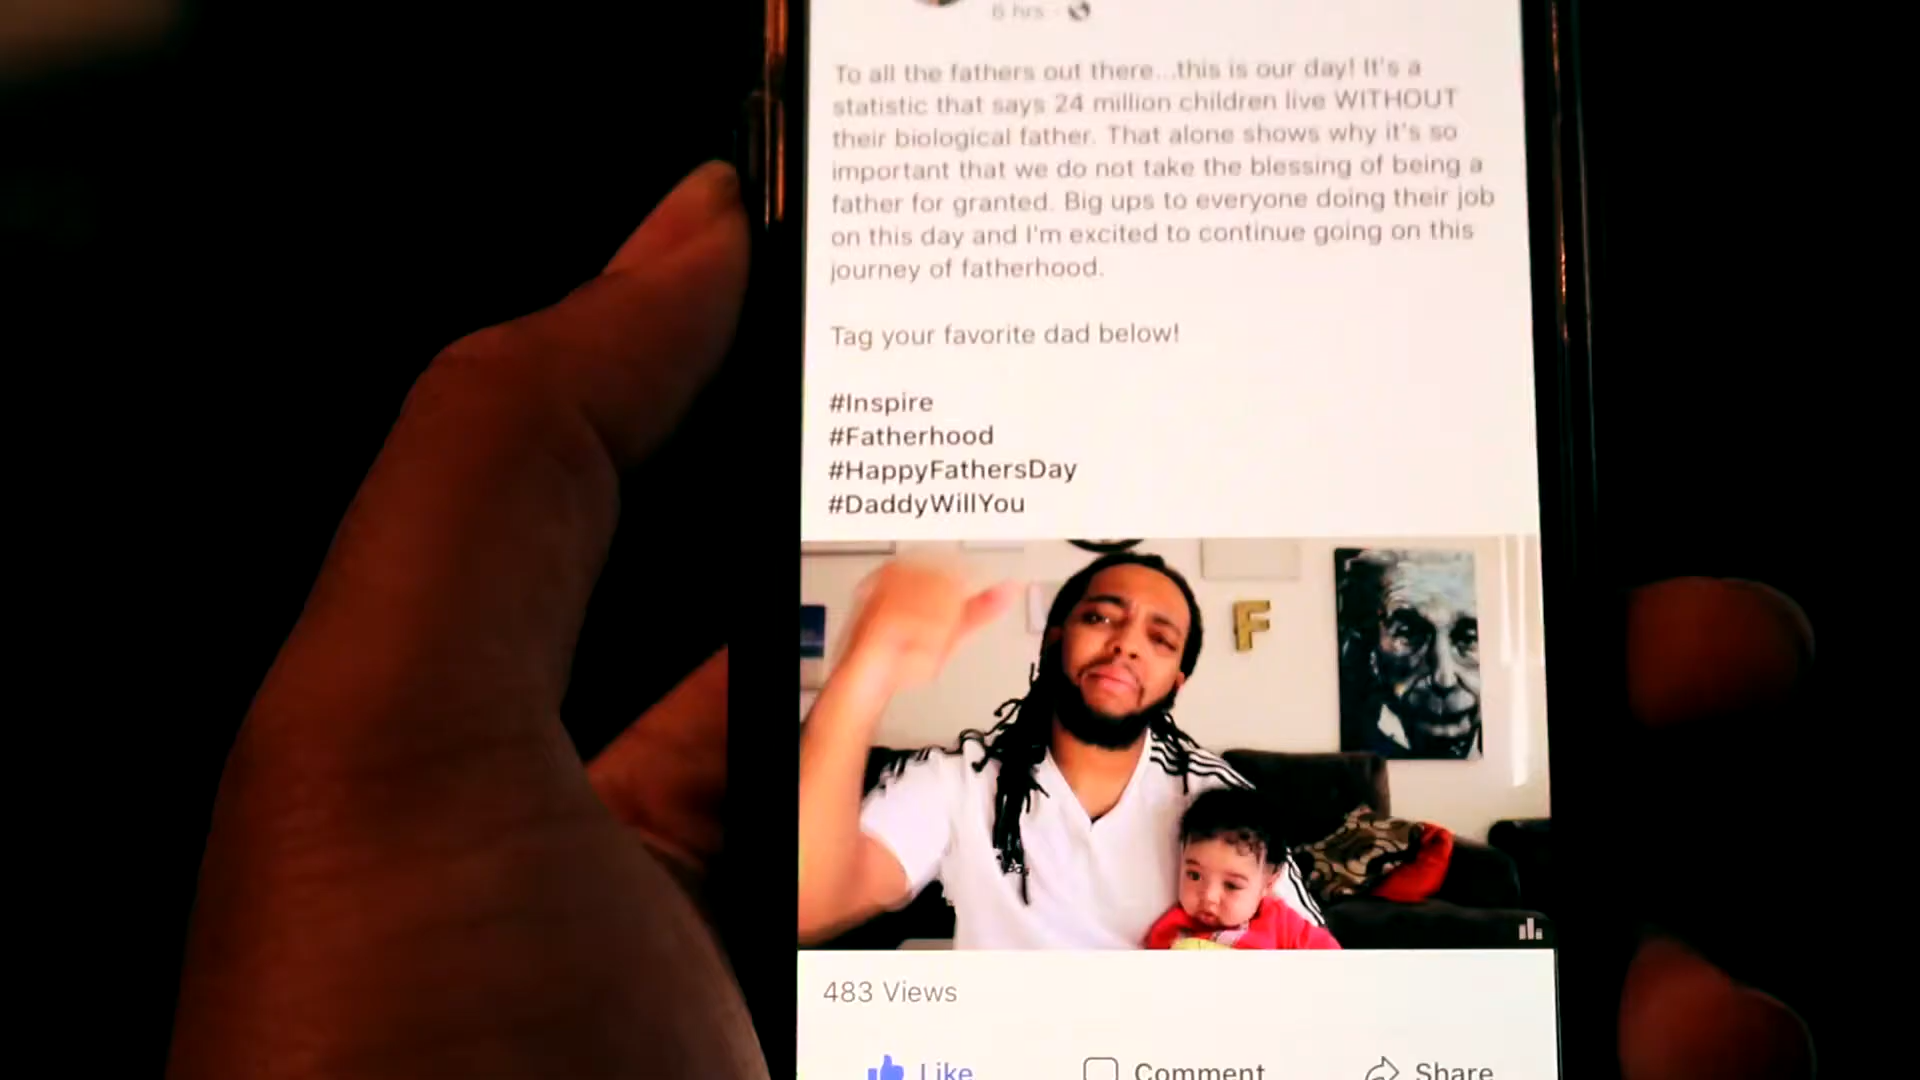 6 hrs
To all the fathers out there...this is our day! It's a
statistic that says 24 million children live WITHOUT
their biological father. That alone shows why it's so
important that we do not take the blessing of being a
father for granted. Big ups to everyone doing their job
on this day and I'm excited to continue going on this
journey of fatherhood.
Tag your favorite dad below!
#Inspire
#Fatherhood
#HappyFathersDay
#DaddyWillYou
F
483 Views
Like Comment Share